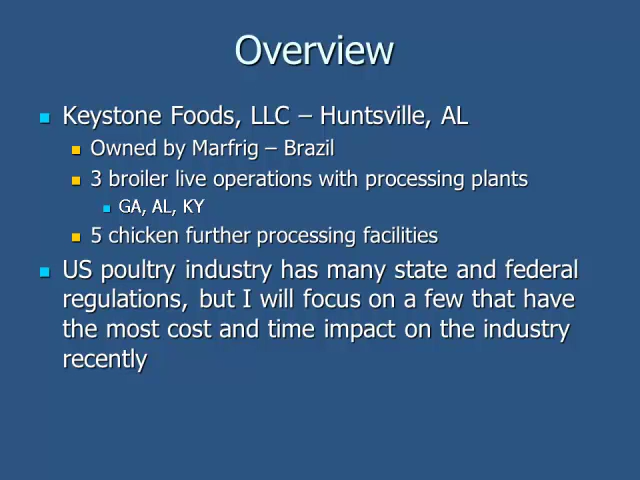 Overview
Keystone Foods, LLC – Huntsville, AL
Owned by Marfrig – Brazil
3 broiler live operations with processing plants
GA, AL, KY
5 chicken further processing facilities
US poultry industry has many state and federal
regulations, but I will focus on a few that have
the most cost and time impact on the industry
recently